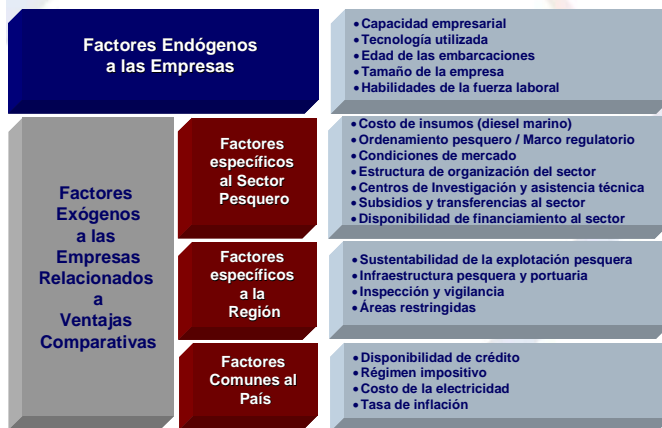 Factores Endógenos
a las Empresas
• Capacidad empresarial
• Tecnología utilizada
• Edad de las embarcaciones
• Tamaño de la empresa
• Habilidades de la fuerza laboral
Factores
Exógenos
a las
Empresas
Relacionados
a
Ventajas
Comparativas
Factores
específicos
al Sector
Pesquero
• Costo de insumos (diesel marino)
• Ordenamiento pesquero / Marco regulatorio
• Condiciones de mercado
• Estructura de organización del sector
• Centros de Investigación y asistencia técnica
• Subsidios y transferencias al sector
• Disponibilidad de financiamiento al sector
Factores
específicos
a la
Región
• Sustentabilidad de la explotación pesquera
• Infraestructura pesquera y portuaria
• Inspección y vigilancia
• Áreas restringidas
Factores
Comunes al
País
• Disponibilidad de crédito
• Régimen impositivo
• Costo de la electricidad
• Tasa de inflación